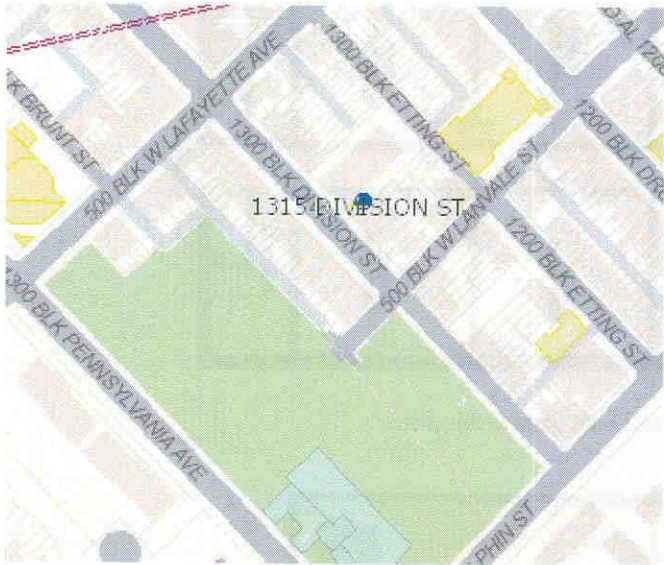 500 BLK W LAFAYETTE AVE
1300 BLK ETTING ST
BRUNT ST
1300 BLK DIVISION ST
1315 DIVISION ST
500 BLK W LANVALE ST
1200 BLK
1200 BLK ETTING ST
1300 BLK PENNSYLVANIA AVE
PHIN ST